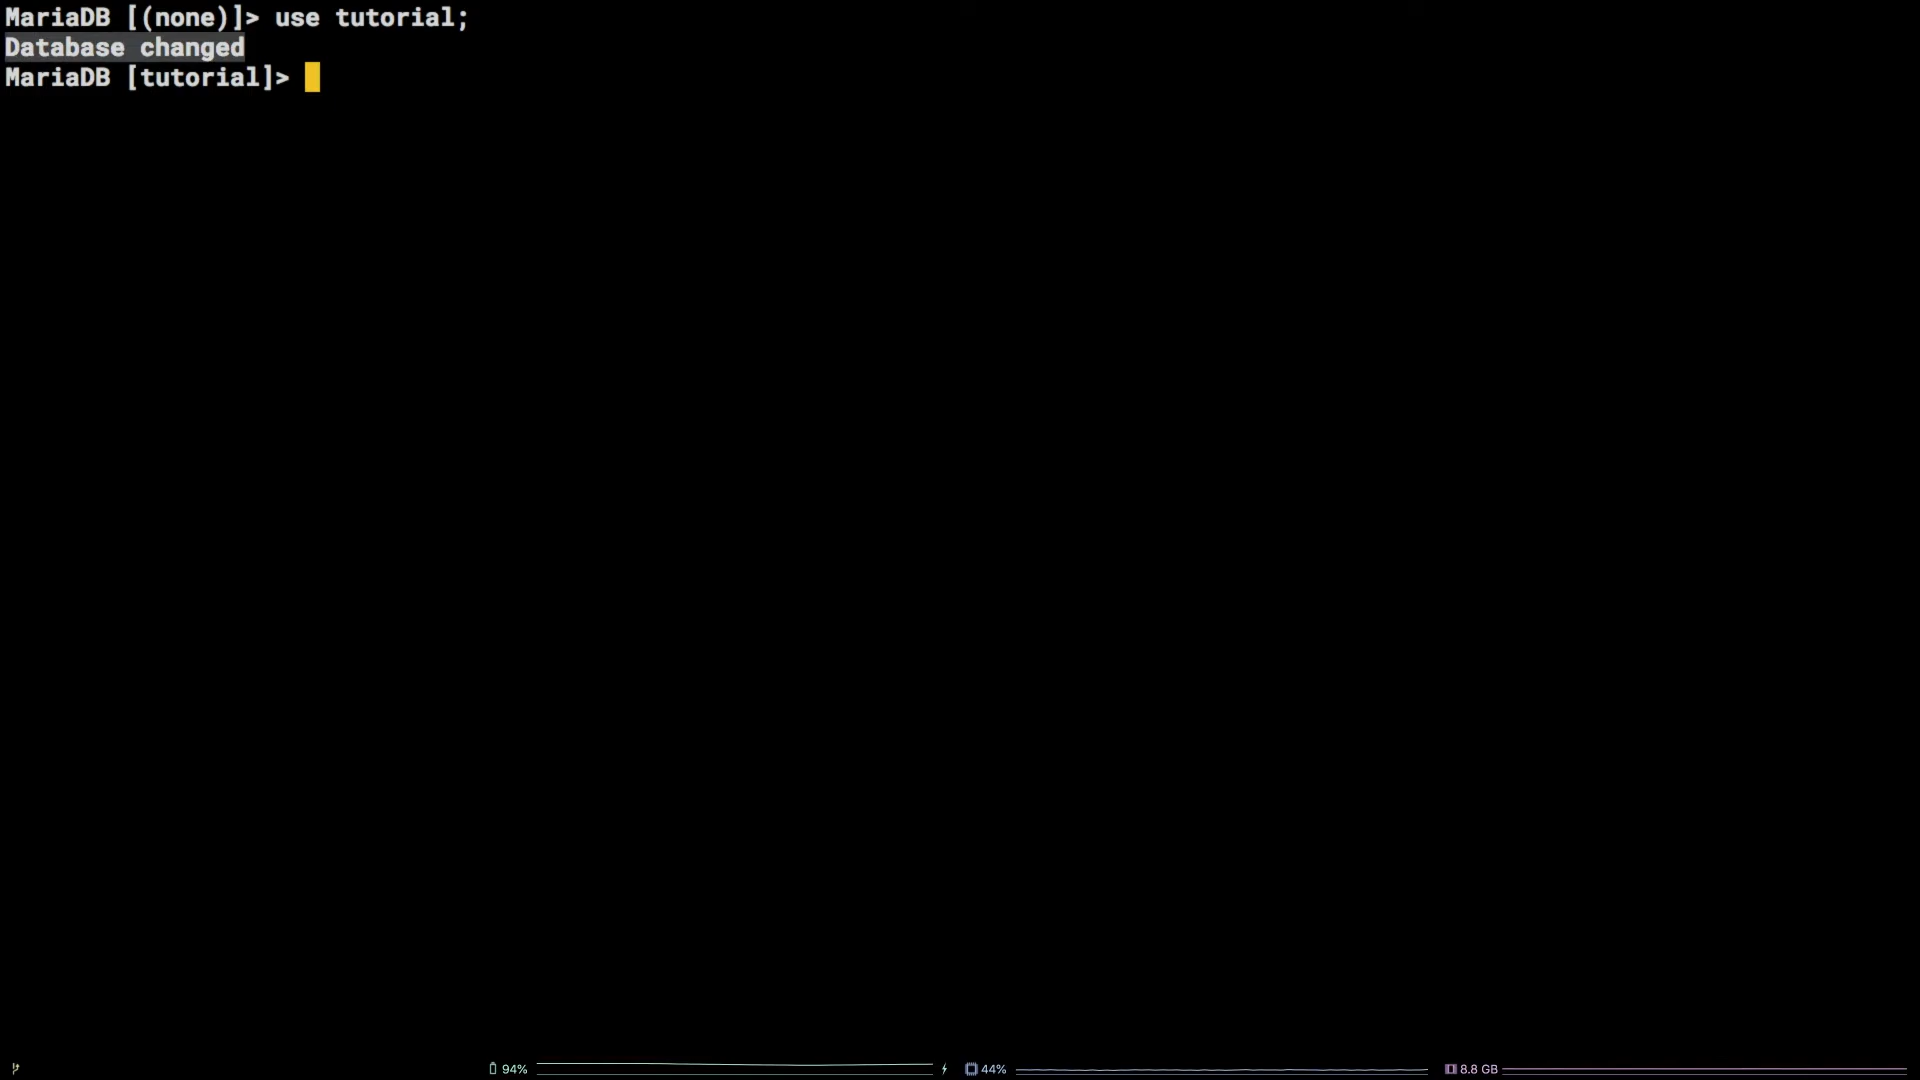 MariaDB [(none)]> use tutorial;
Database changed
MariaDB [tutorial]>
94% 44% 8.8 GB